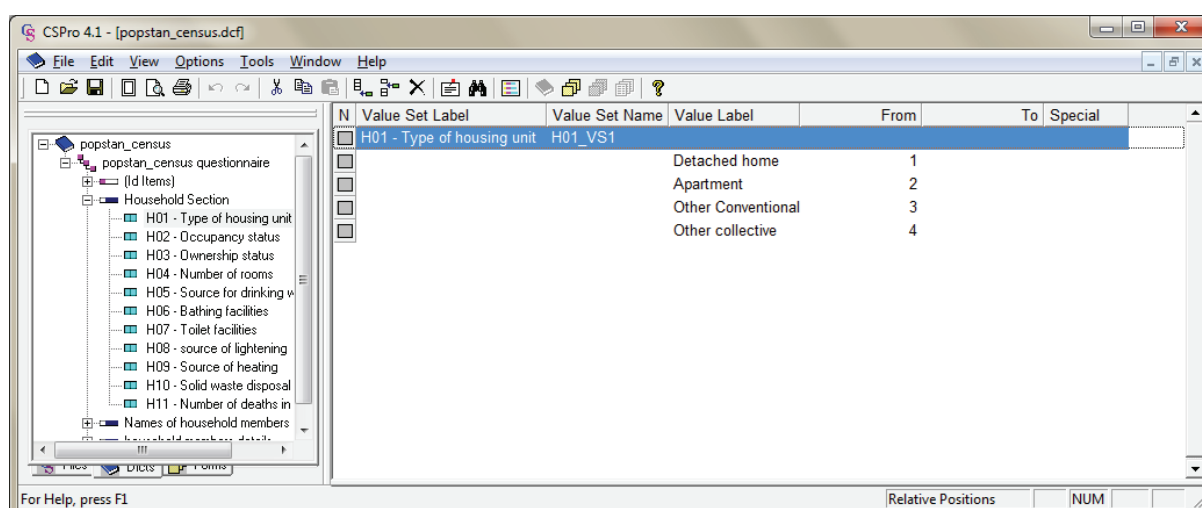 CSPro 4.1 - [popstan_census.dcf]
File Edit View Options Tools Window Help
N Value Set Label Value Set Name Value Label From To Special
H01 - Type of housing unit H01_VS1
Detached home 1
Apartment 2
Other Conventional 3
Other collective 4
popstan_census
popstan_census questionnaire
(Id Items)
Household Section
H01 - Type of housing unit
H02 - Occupancy status
H03 - Ownership status
H04 - Number of rooms
H05 - Source for drinking
H06 - Bathing facilities
H07 - Toilet facilities
H08 - source of lightening
H09 - Source of heating
H10 - Solid waste disposal
H11 - Number of deaths in
Names of household members
household members details
Files Dicts Forms
For Help, press F1
Relative Positions NUM